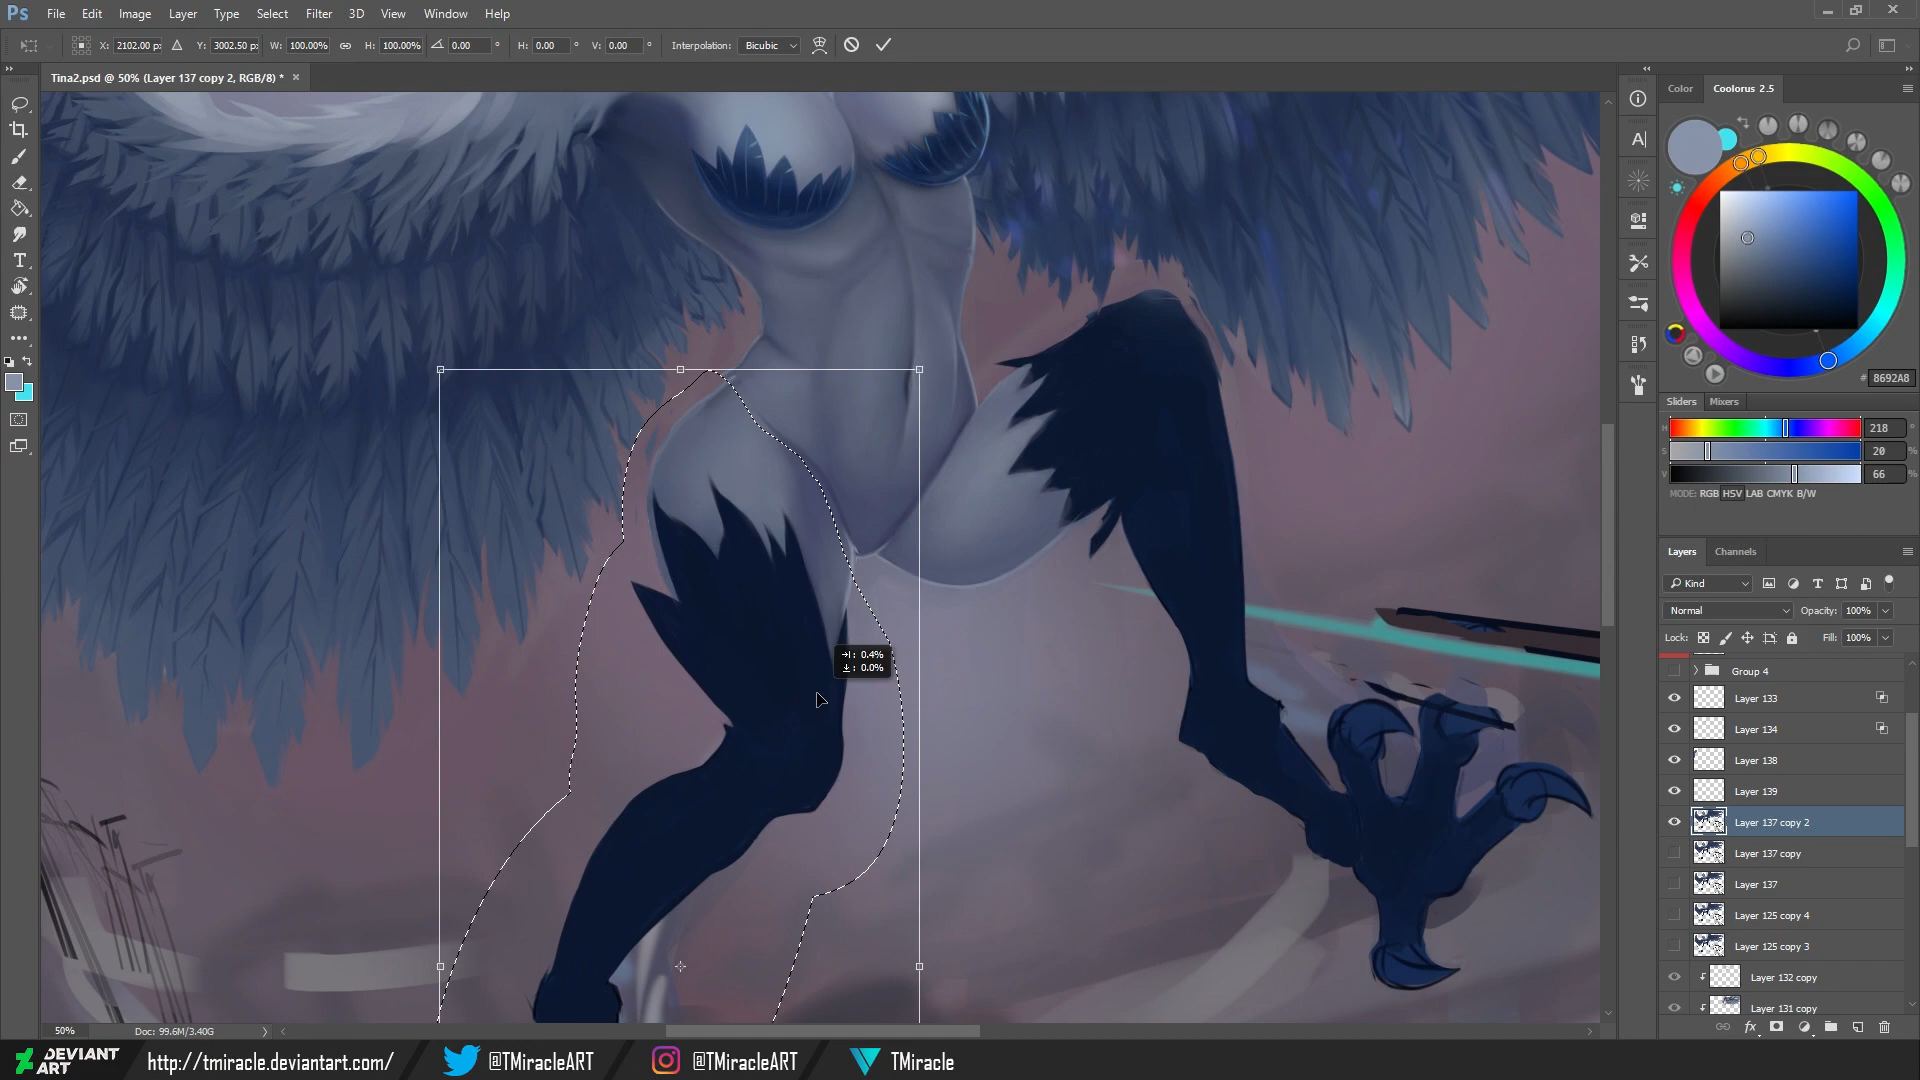 Ps File Edit Image Layer Type Select Filter 3D View Window Help
X: 2102.00 px Y: 3002.50 px W: 100.00% H: 100.00% 0.00 ° H: 0.00 ° V: 0.00 ° Interpolation: Bicubic
Tina2.psd @ 50% (Layer 137 copy 2, RGB/8) * ×
Color Coolorus 2.5
# 8692A8
Sliders Mixers
H 218 °
S 20 %
V 66 %
MODE: RGB HSV LAB CMYK B/W
Layers Channels
Kind
Normal Opacity: 100%
Lock: Fill: 100%
Group 4
Layer 133
Layer 134
Layer 138
Layer 139
Layer 137 copy 2
Layer 137 copy
Layer 137
Layer 125 copy 4
Layer 125 copy 3
Layer 132 copy
Layer 131 copy
fx
→|: 0.4%
↓: 0.0%
50% Doc: 99.6M/3.40G
DEVIANT ART http://tmiracle.deviantart.com/ @TMiracleART @TMiracleART TMiracle